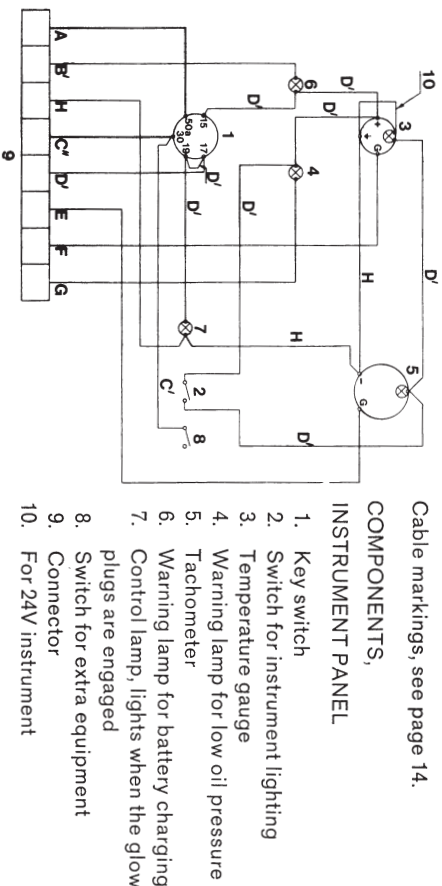 Cable markings, see page 14.
COMPONENTS,
INSTRUMENT PANEL
1. Key switch
2. Switch for instrument lighting
3. Temperature gauge
4. Warning lamp for low oil pressure
5. Tachometer
6. Warning lamp for battery charging
7. Control lamp, lights when the glow
plugs are engaged
8. Switch for extra equipment
9. Connector
10. For 24V instrument
10
3
+
G
D'
5
-
G
H
D'
6
D'
D'
4
D'
H
1
15
50a
30
19
17
D'
D'
7
2
C'
8
D'
A
B'
H
C"
D'
E
F
G
9